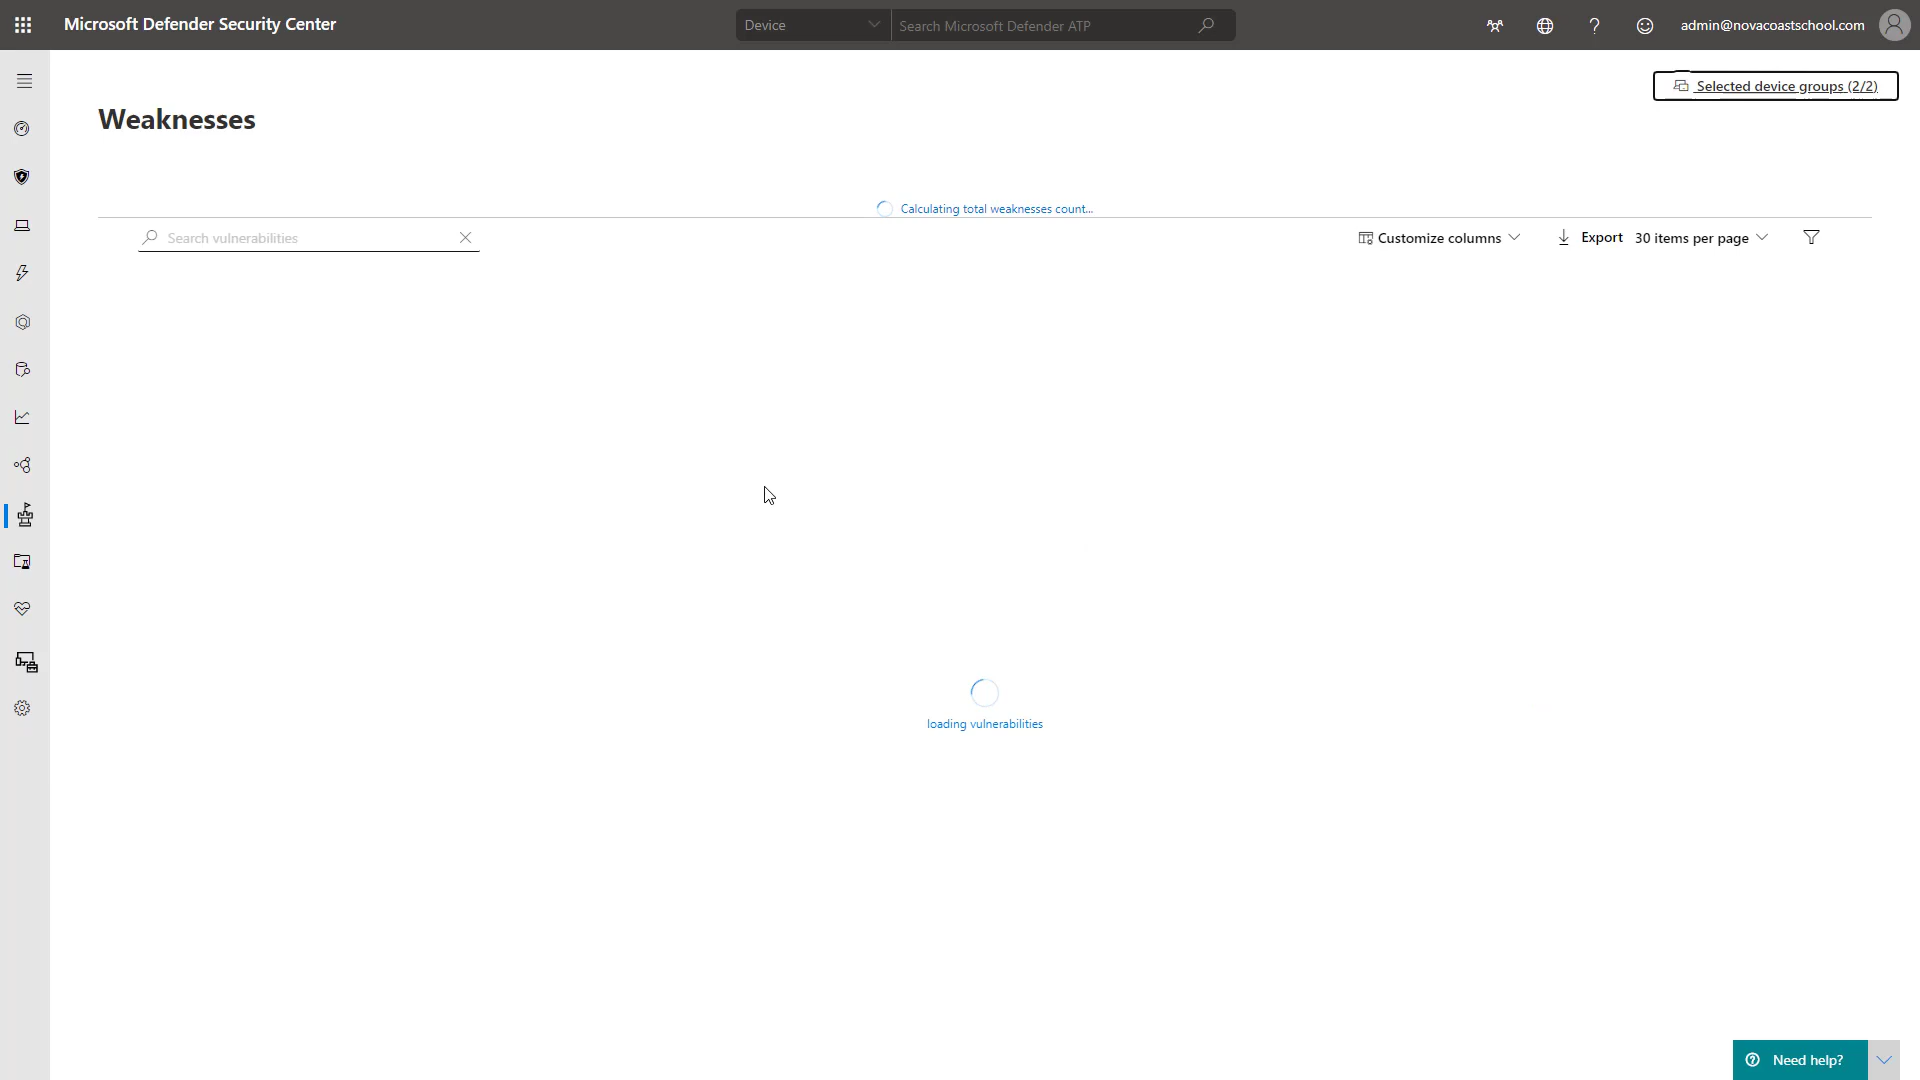 Microsoft Defender Security Center
Device
Search Microsoft Defender ATP
admin@novacoastschool.com
Selected device groups (2/2)
Weaknesses
Calculating total weaknesses count...
Search vulnerabilities
Customize columns
Export
30 items per page
loading vulnerabilities
Need help?